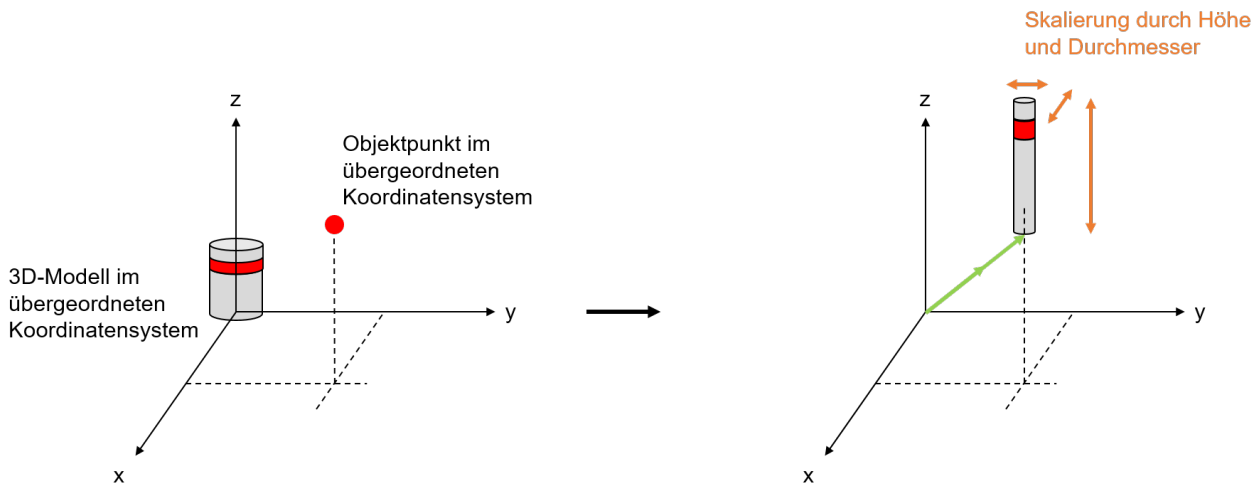 Skalierung durch Höhe
und Durchmesser
z
Objektpunkt im
übergeordneten
Koordinatensystem
3D-Modell im
übergeordneten
Koordinatensystem
y
x
z
y
x